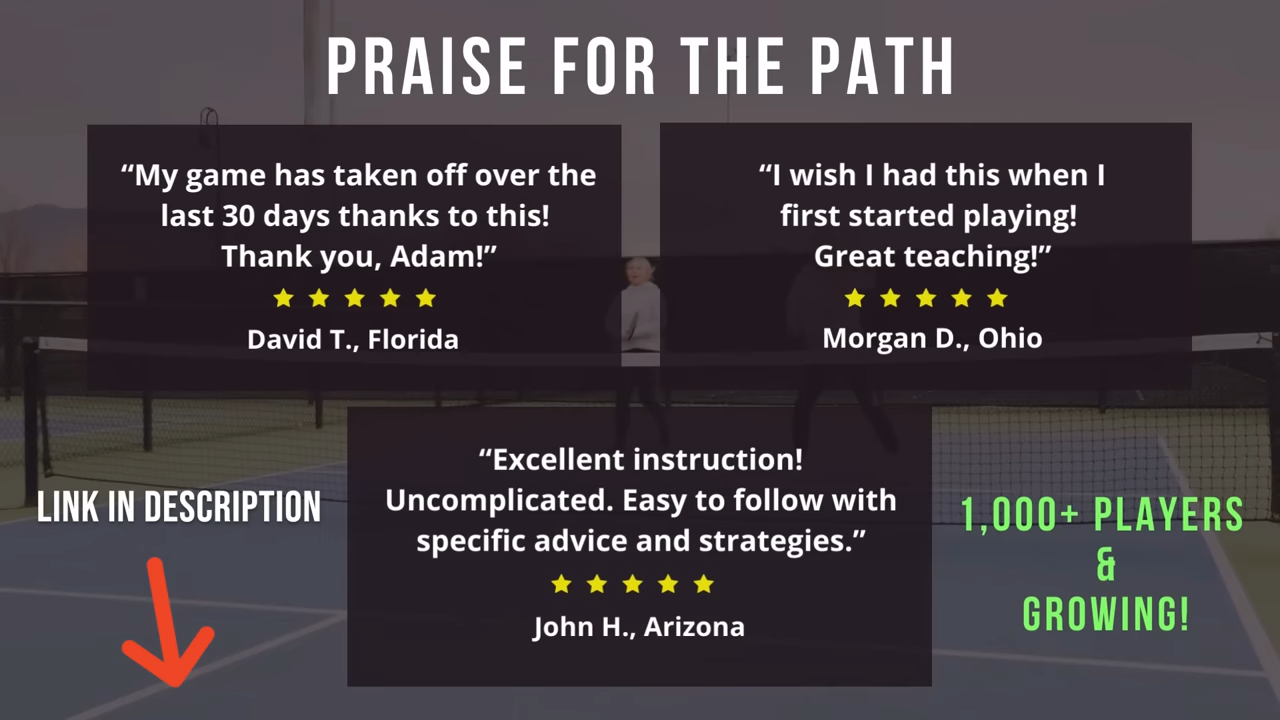 PRAISE FOR THE PATH
“My game has taken off over the
last 30 days thanks to this!
Thank you, Adam!”
David T., Florida
“I wish I had this when I
first started playing!
Great teaching!”
Morgan D., Ohio
“Excellent instruction!
Uncomplicated. Easy to follow with
specific advice and strategies.”
John H., Arizona
LINK IN DESCRIPTION
1,000+ PLAYERS
&
GROWING!